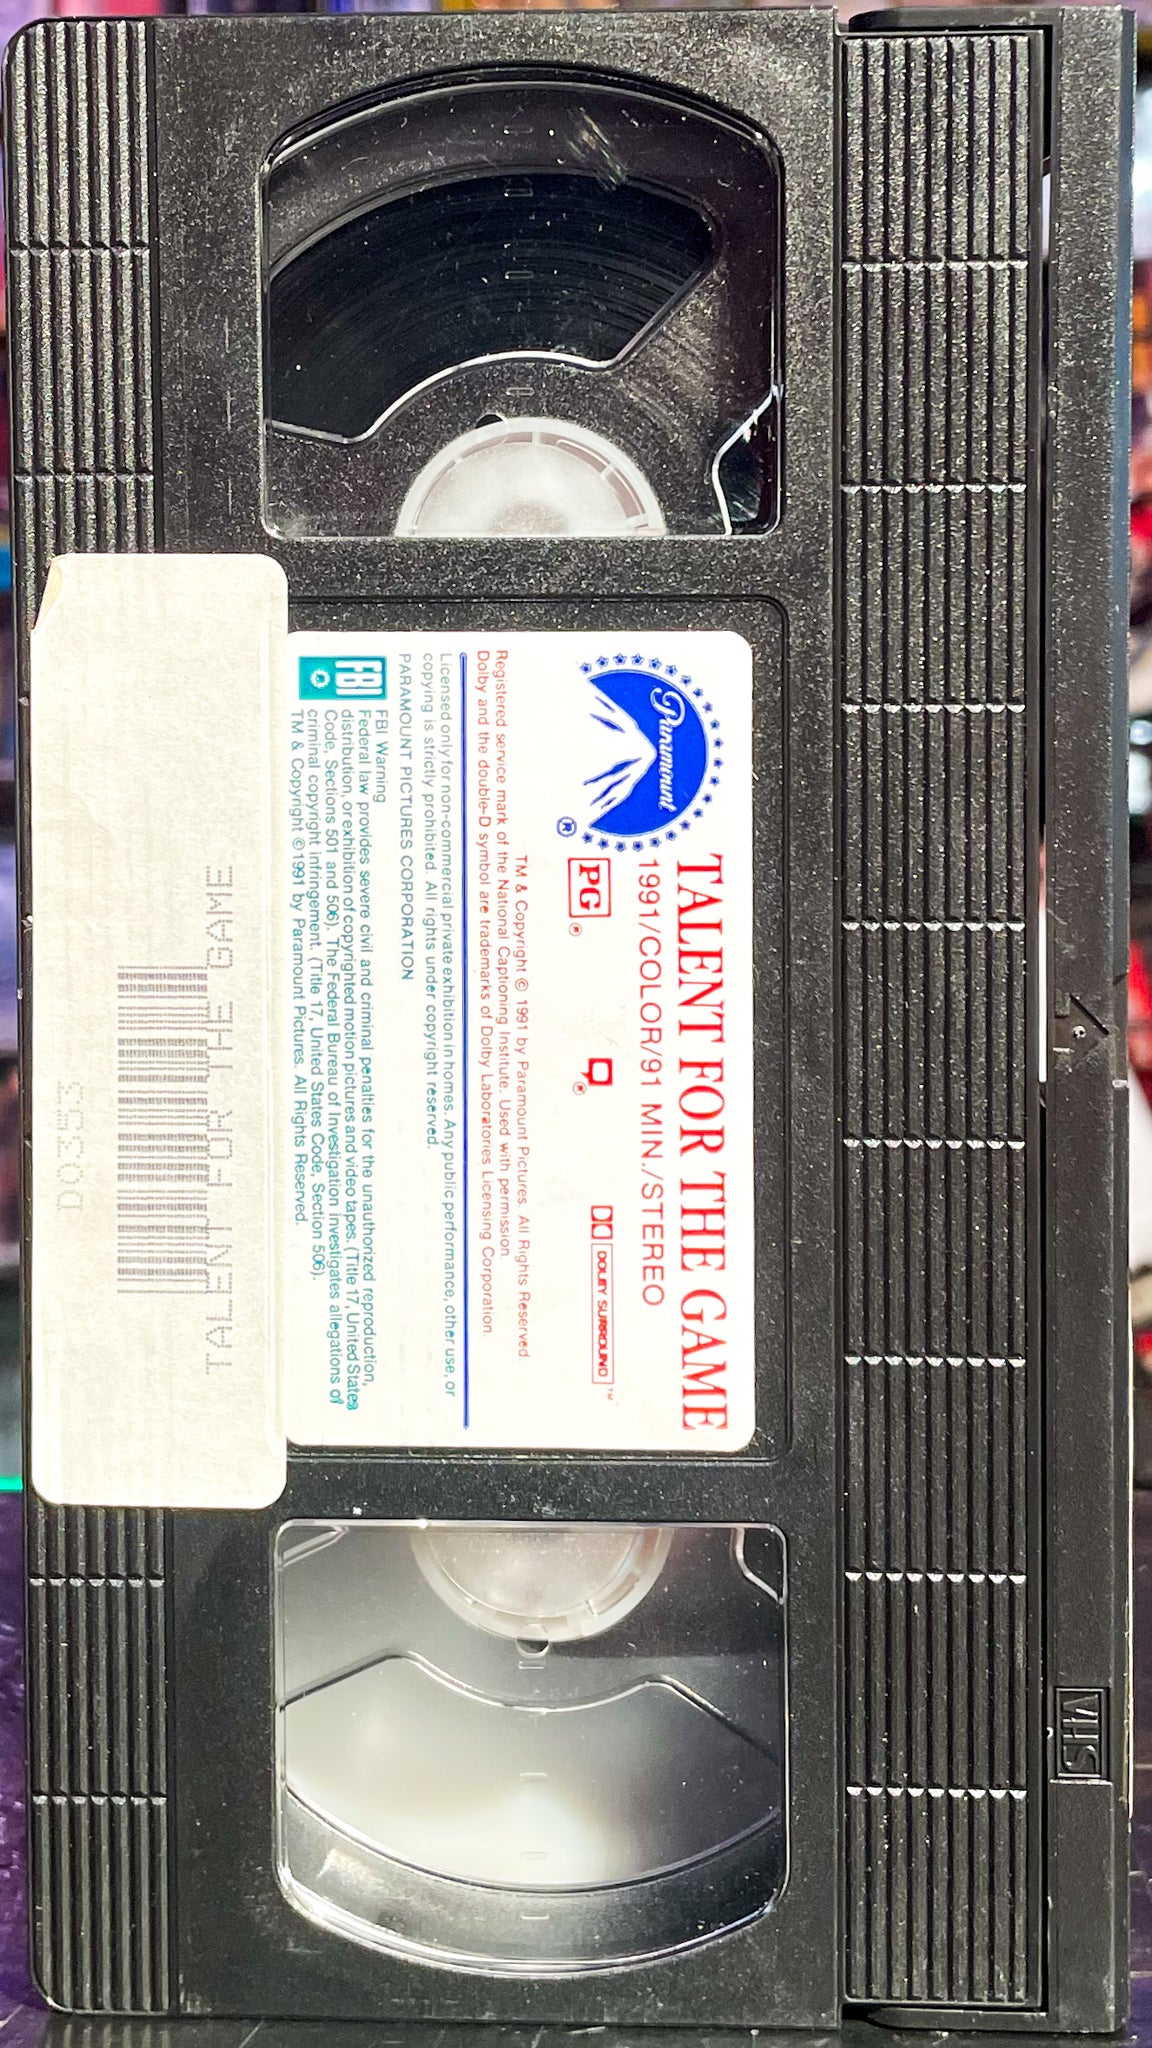 TALENT FOR THE GAME
Paramount
®
1991/COLOR/91 MIN./STEREO
PG ®
®
DOLBY SURROUND ™
TM & Copyright © 1991 by Paramount Pictures. All Rights Reserved.
Registered service mark of the National Captioning Institute. Used with permission.
Dolby and the double-D symbol are trademarks of Dolby Laboratories Licensing Corporation.
Licensed only for non-commercial private exhibition in homes. Any public performance, other use, or
copying is strictly prohibited. All rights under copyright reserved.
PARAMOUNT PICTURES CORPORATION
FBI
FBI Warning
Federal law provides severe civil and criminal penalties for the unauthorized reproduction,
distribution, or exhibition of copyrighted motion pictures and video tapes. (Title 17, United States
Code, Sections 501 and 506). The Federal Bureau of Investigation investigates allegations of
criminal copyright infringement. (Title 17, United States Code, Section 506).
TM & Copyright © 1991 by Paramount Pictures. All Rights Reserved.
TALENT FOR THE GAME
D0353
VHS